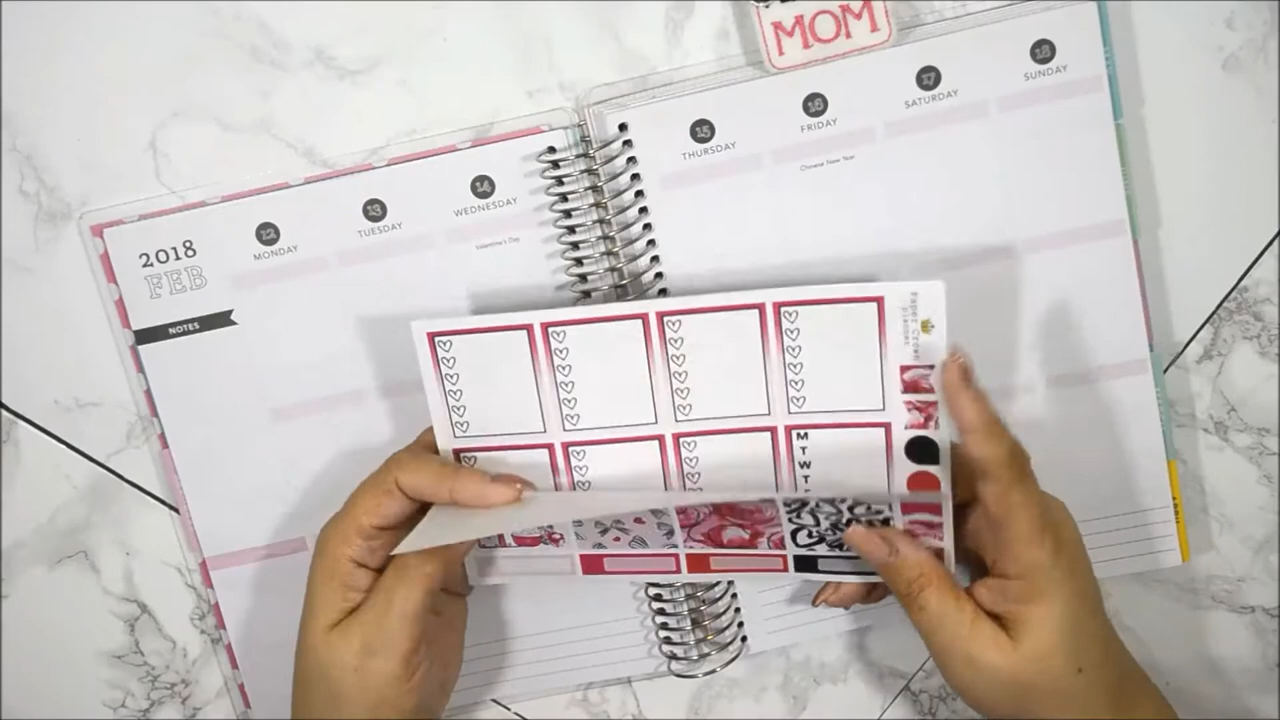 MOM
2018
FEB
NOTES
12
MONDAY
13
TUESDAY
14
WEDNESDAY
Valentine's Day
15
THURSDAY
16
FRIDAY
Chinese New Year
17
SATURDAY
18
SUNDAY
Paper Crown
planner
M
T
W
T